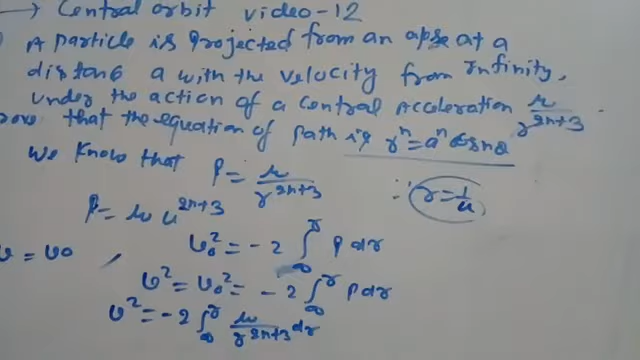 → Central orbit video-12
A particle is projected from an apse at a
distanc a with the velocity from infinity,
under the action of a central acceleration μ/r^{2n+3}
prove that the equation of path is r^n = a^n cos nθ
We know that P = μ/r^{2n+3}
P = μ u^{2n+3} ∵ r = 1/u
v = v₀ , v₀² = -2 ∫_∞^r P dr
v² = v₀² = -2 ∫_∞^r P dr
v² = -2 ∫_∞^r μ/r^{2n+3} dr